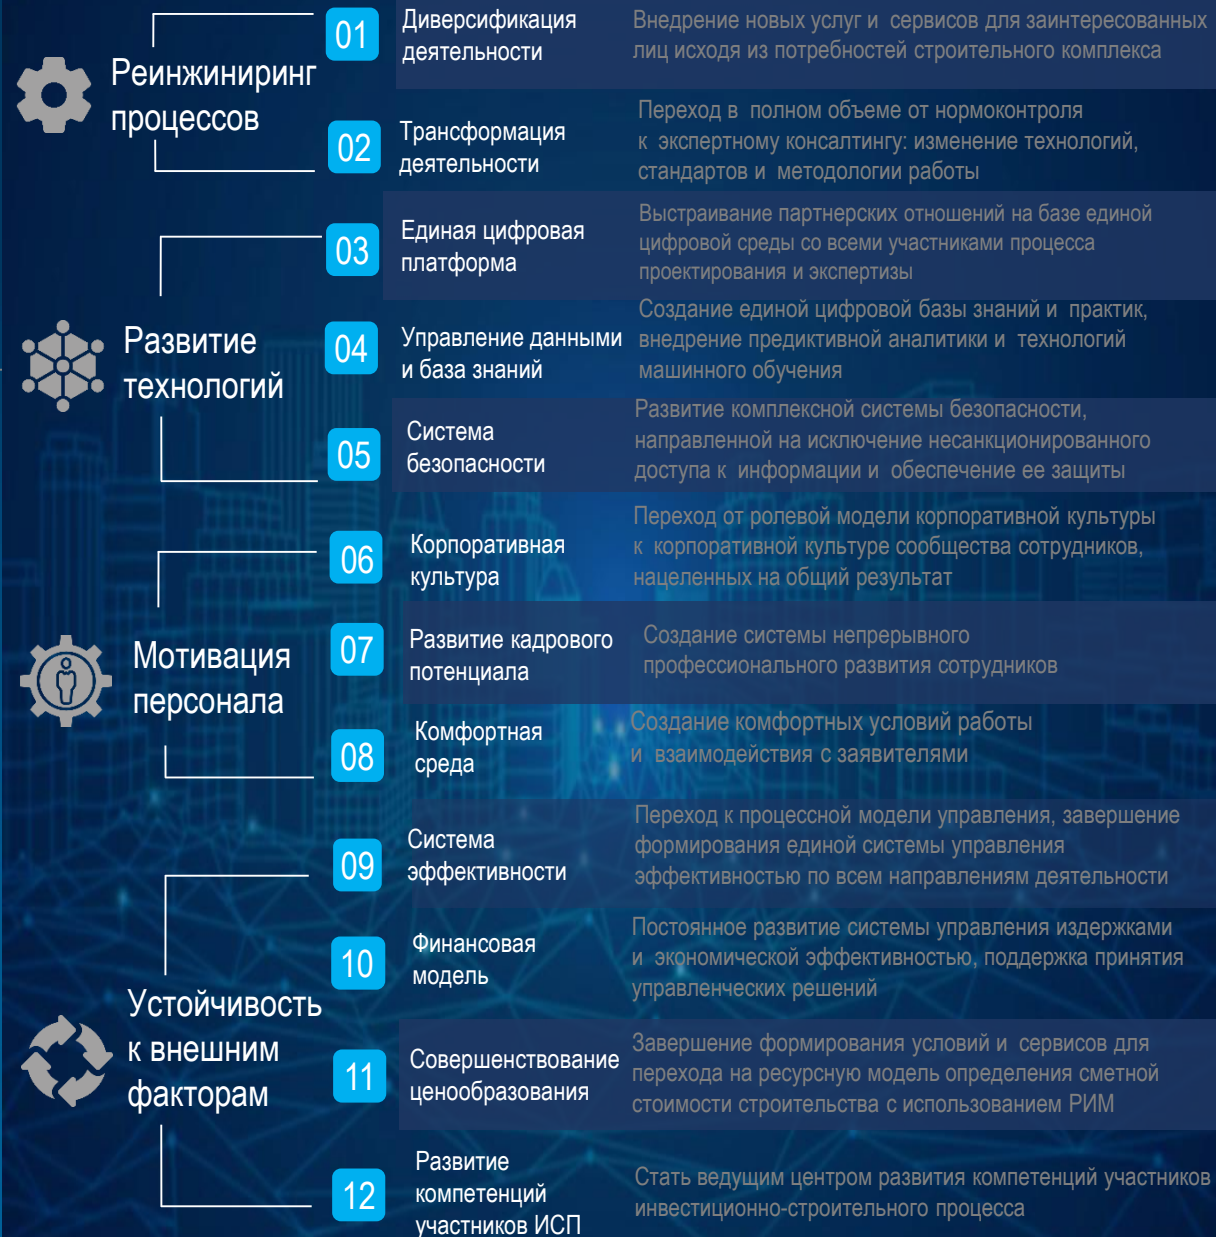 Реинжиниринг
процессов
01
Диверсификация
деятельности
Внедрение новых услуг и сервисов для заинтересованных
лиц исходя из потребностей строительного комплекса
02
Трансформация
деятельности
Переход в полном объеме от нормоконтроля
к экспертному консалтингу: изменение технологий,
стандартов и методологии работы
Развитие
технологий
03
Единая цифровая
платформа
Выстраивание партнерских отношений на базе единой
цифровой среды со всеми участниками процесса
проектирования и экспертизы
04
Управление данными
и база знаний
Создание единой цифровой базы знаний и практик,
внедрение предиктивной аналитики и технологий
машинного обучения
05
Система
безопасности
Развитие комплексной системы безопасности,
направленной на исключение несанкционированного
доступа к информации и обеспечение ее защиты
Мотивация
персонала
06
Корпоративная
культура
Переход от ролевой модели корпоративной культуры
к корпоративной культуре сообщества сотрудников,
нацеленных на общий результат
07
Развитие кадрового
потенциала
Создание системы непрерывного
профессионального развития сотрудников
08
Комфортная
среда
Создание комфортных условий работы
и взаимодействия с заявителями
Устойчивость
к внешним
факторам
09
Система
эффективности
Переход к процессной модели управления, завершение
формирования единой системы управления
эффективностью по всем направлениям деятельности
10
Финансовая
модель
Постоянное развитие системы управления издержками
и экономической эффективностью, поддержка принятия
управленческих решений
11
Совершенствование
ценообразования
Завершение формирования условий и сервисов для
перехода на ресурсную модель определения сметной
стоимости строительства с использованием РИМ
12
Развитие
компетенций
участников ИСП
Стать ведущим центром развития компетенций участников
инвестиционно-строительного процесса